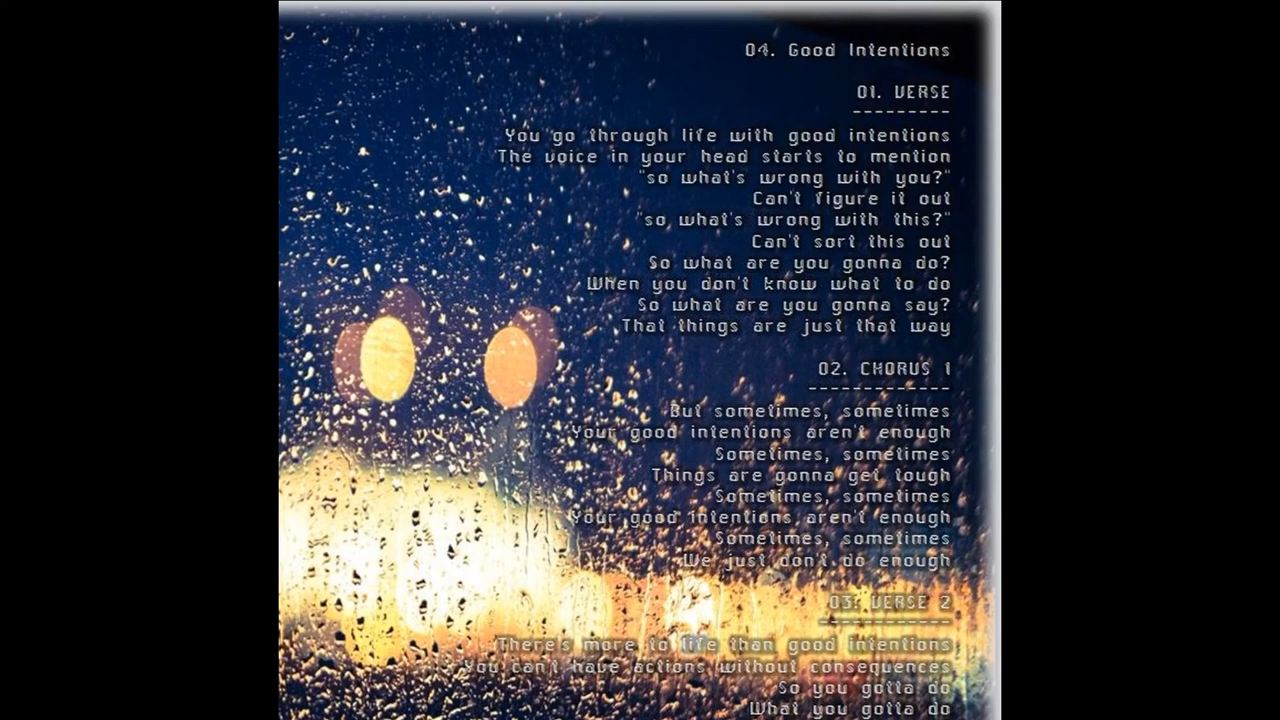 04. Good Intentions
01. VERSE
---------
You go through life with good intentions
The voice in your head starts to mention
"so what's wrong with you?"
Can't figure it out
"so what's wrong with this?"
Can't sort this out
So what are you gonna do?
When you don't know what to do
So what are you gonna say?
That things are just that way
02. CHORUS 1
-------------
But sometimes, sometimes
Your good intentions aren't enough
Sometimes, sometimes
Things are gonna get tough
Sometimes, sometimes
Your good intentions aren't enough
Sometimes, sometimes
We just don't do enough
03. VERSE 2
------------
There's more to life than good intentions
You can't have actions without consequences
So you gotta do
What you gotta do